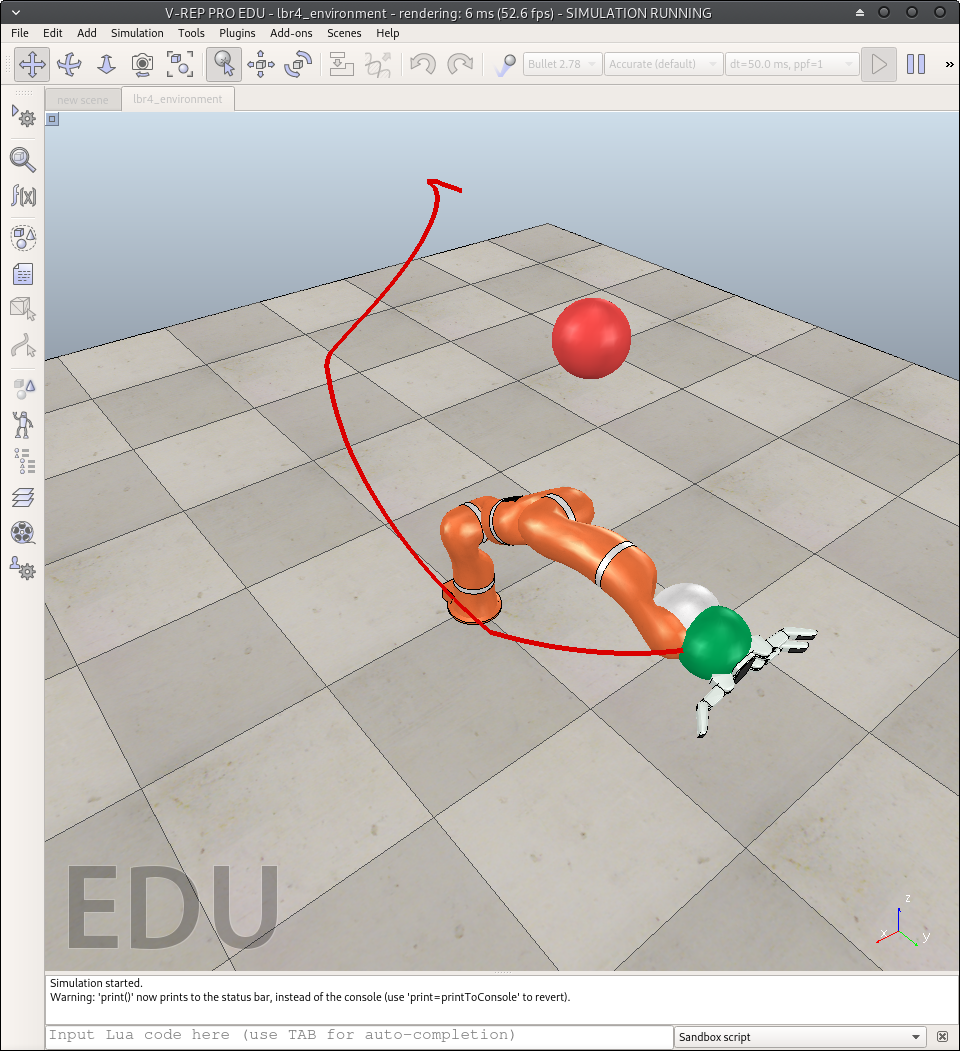 V-REP PRO EDU - lbr4_environment - rendering: 6 ms (52.6 fps) - SIMULATION RUNNING
File Edit Add Simulation Tools Plugins Add-ons Scenes Help
Bullet 2.78 Accurate (default) dt=50.0 ms, ppf=1 »
f(x)
new scene lbr4_environment
EDU
z
x
y
Simulation started.
Warning: 'print()' now prints to the status bar, instead of the console (use 'print=printToConsole' to revert).
Input Lua code here (use TAB for auto-completion) Sandbox script